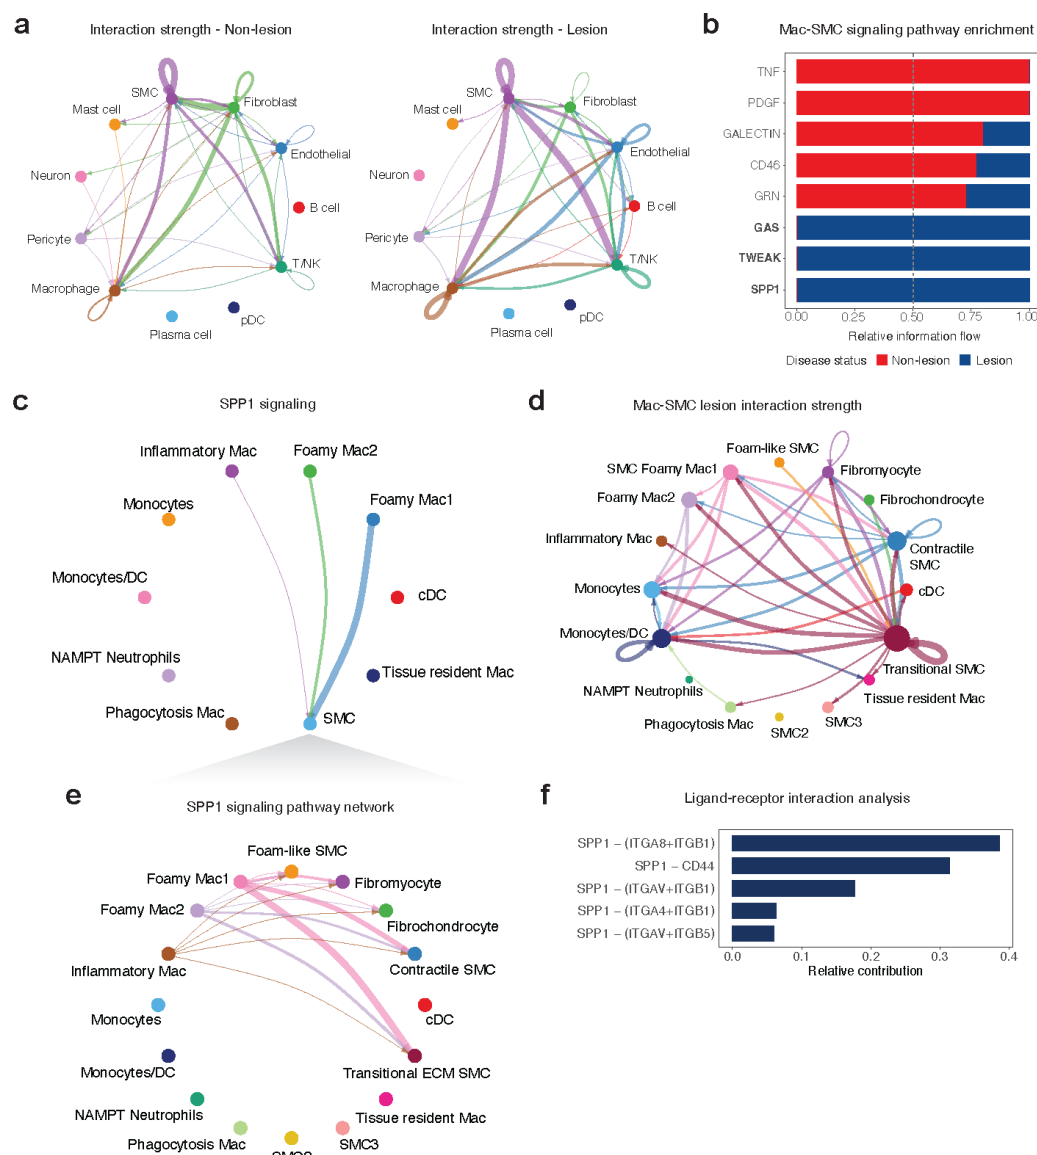 a
Interaction strength - Non-lesion
SMC
Fibroblast
Mast cell
Endothelial
Neuron
B cell
Pericyte
Macrophage
T/NK
pDC
Plasma cell
Interaction strength - Lesion
SMC
Fibroblast
Mast cell
Endothelial
Neuron
B cell
Pericyte
T/NK
Macrophage
pDC
Plasma cell
b
Mac-SMC signaling pathway enrichment
TNF
PDGF
GALECTIN
CD46
GRN
GAS
TWEAK
SPP1
0.00 0.25 0.50 0.75 1.00
Relative information flow
Disease status Non-lesion Lesion
c
SPP1 signaling
Inflammatory Mac
Foamy Mac2
Foamy Mac1
Monocytes
Monocytes/DC
cDC
NAMPT Neutrophils
Tissue resident Mac
Phagocytosis Mac
SMC
d
Mac-SMC lesion interaction strength
Foam-like SMC
SMC Foamy Mac1
Fibromyocyte
Foamy Mac2
Fibrochondrocyte
Inflammatory Mac
Contractile
SMC
Monocytes
cDC
Monocytes/DC
Transitional SMC
NAMPT Neutrophils
Tissue resident Mac
Phagocytosis Mac
SMC3
SMC2
e
SPP1 signaling pathway network
Foam-like SMC
Foamy Mac1
Fibromyocyte
Foamy Mac2
Fibrochondrocyte
Inflammatory Mac
Contractile SMC
Monocytes
cDC
Monocytes/DC
Transitional ECM SMC
NAMPT Neutrophils
Tissue resident Mac
Phagocytosis Mac
SMC3
f
Ligand-receptor interaction analysis
SPP1 – (ITGA8+ITGB1)
SPP1 – CD44
SPP1 – (ITGAV+ITGB1)
SPP1 – (ITGA4+ITGB1)
SPP1 – (ITGAV+ITGB5)
0.0 0.1 0.2 0.3 0.4
Relative contribution